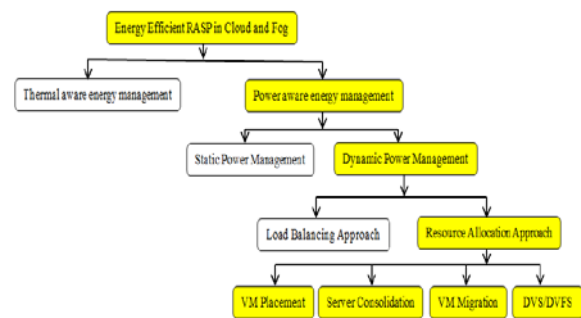 Energy Efficient RASP in Cloud and Fog
Thermal aware energy management
Power aware energy management
Static Power Management
Dynamic Power Management
Load Balancing Approach
Resource Allocation Approach
VM Placement
Server Consolidation
VM Migration
DVS/DVFS